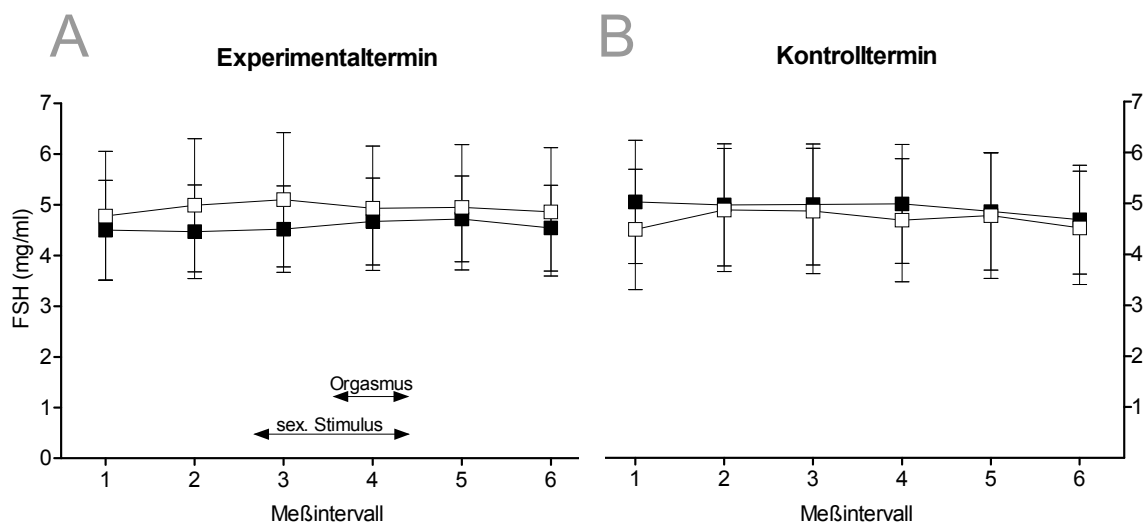 A
Experimentaltermin
B
Kontrolltermin
FSH (mg/ml)
7
6
5
4
3
2
1
0
Orgasmus
sex. Stimulus
1 2 3 4 5 6
Meßintervall
7
6
5
4
3
2
1
1 2 3 4 5 6
Meßintervall